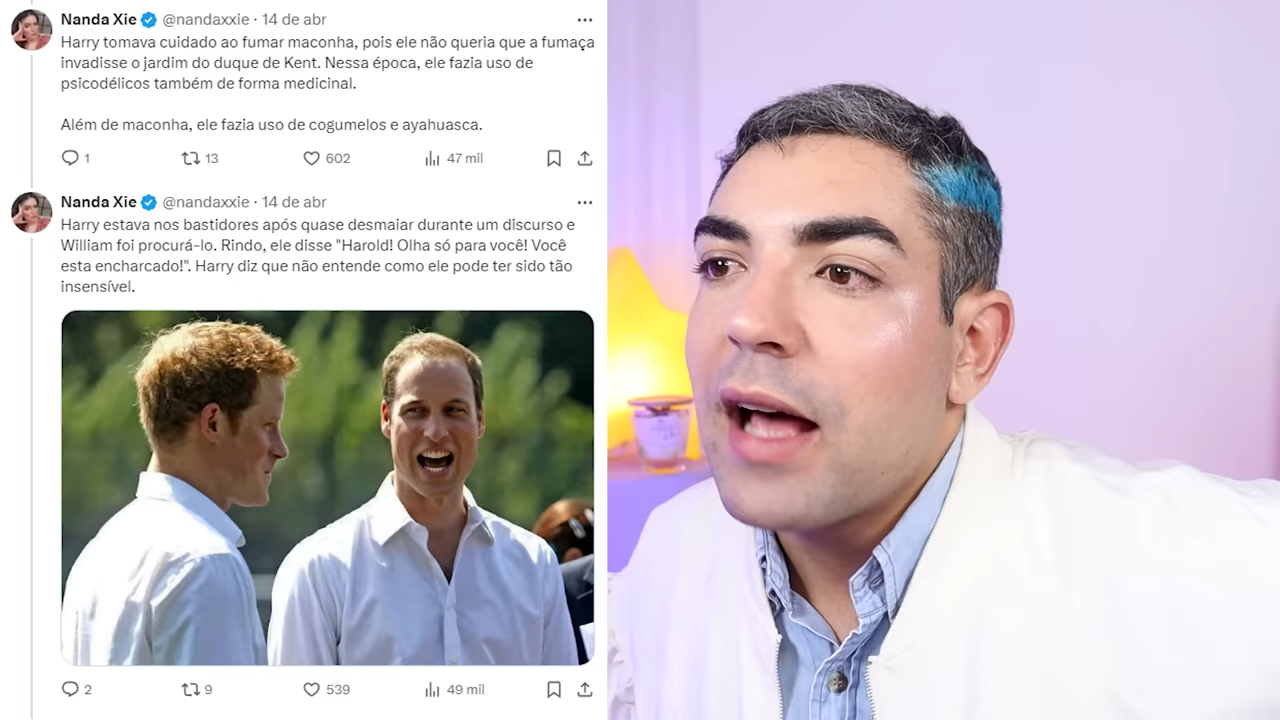 Nanda Xie @nandaxxie · 14 de abr
Harry tomava cuidado ao fumar maconha, pois ele não queria que a fumaça
invadisse o jardim do duque de Kent. Nessa época, ele fazia uso de
psicodélicos também de forma medicinal.
Além de maconha, ele fazia uso de cogumelos e ayahuasca.
1 13 602 47 mil
Nanda Xie @nandaxxie · 14 de abr
Harry estava nos bastidores após quase desmaiar durante um discurso e
William foi procurá-lo. Rindo, ele disse "Harold! Olha só para você! Você
esta encharcado!". Harry diz que não entende como ele pode ter sido tão
insensível.
2 9 539 49 mil